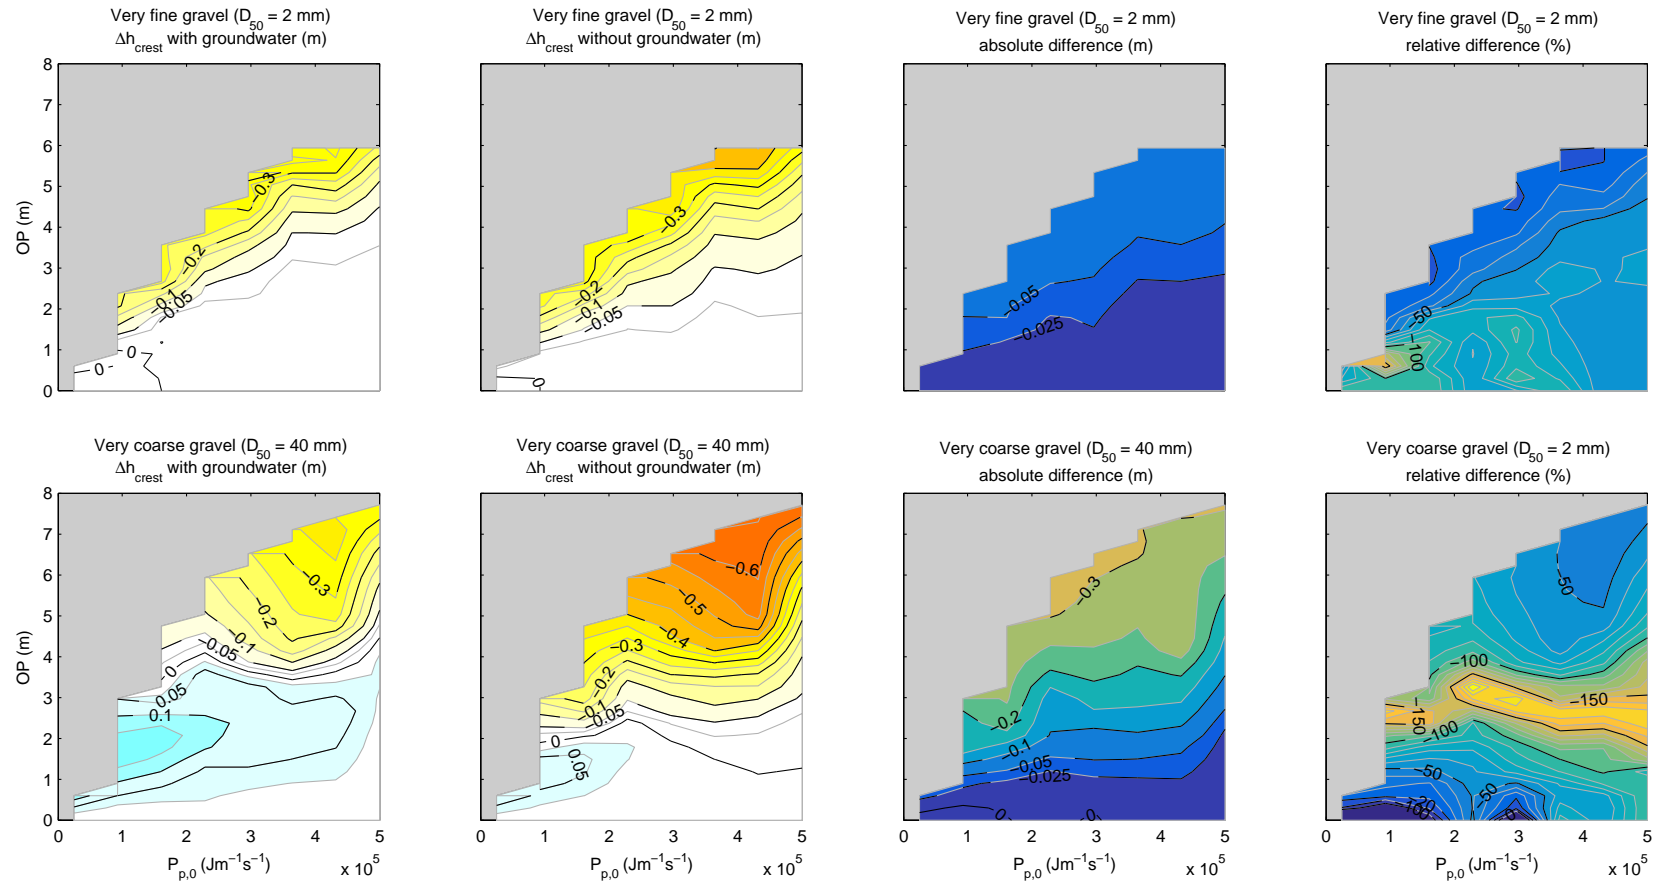 Very fine gravel (D50 = 2 mm)
Δhcrest with groundwater (m)
Very fine gravel (D50 = 2 mm)
Δhcrest without groundwater (m)
Very fine gravel (D50 = 2 mm)
absolute difference (m)
Very fine gravel (D50 = 2 mm)
relative difference (%)
OP (m)
8
7
6
5
4
3
2
1
0
−0.3
−0.2
−0.1
−0.05
0
0
−0.3
−0.2
−0.1
−0.05
0
−0.05
−0.025
−50
−100
Very coarse gravel (D50 = 40 mm)
Δhcrest with groundwater (m)
Very coarse gravel (D50 = 40 mm)
Δhcrest without groundwater (m)
Very coarse gravel (D50 = 40 mm)
absolute difference (m)
Very coarse gravel (D50 = 2 mm)
relative difference (%)
OP (m)
8
7
6
5
4
3
2
1
0
−0.3
−0.2
−0.1
−0.05
−0
0.05
0.1
−0.6
−0.5
−0.4
−0.3
−0.2
−0.1
−0.05
0
0.05
−0.3
−0.2
−0.1
−0.05
−0.025
−50
−100
−150
−150
−100
−50
−50
0 1 2 3 4 5
Pp,0 (Jm−1s−1)
x 10^5
0 1 2 3 4 5
Pp,0 (Jm−1s−1)
x 10^5
0 1 2 3 4 5
Pp,0 (Jm−1s−1)
x 10^5
0 1 2 3 4 5
Pp,0 (Jm−1s−1)
x 10^5